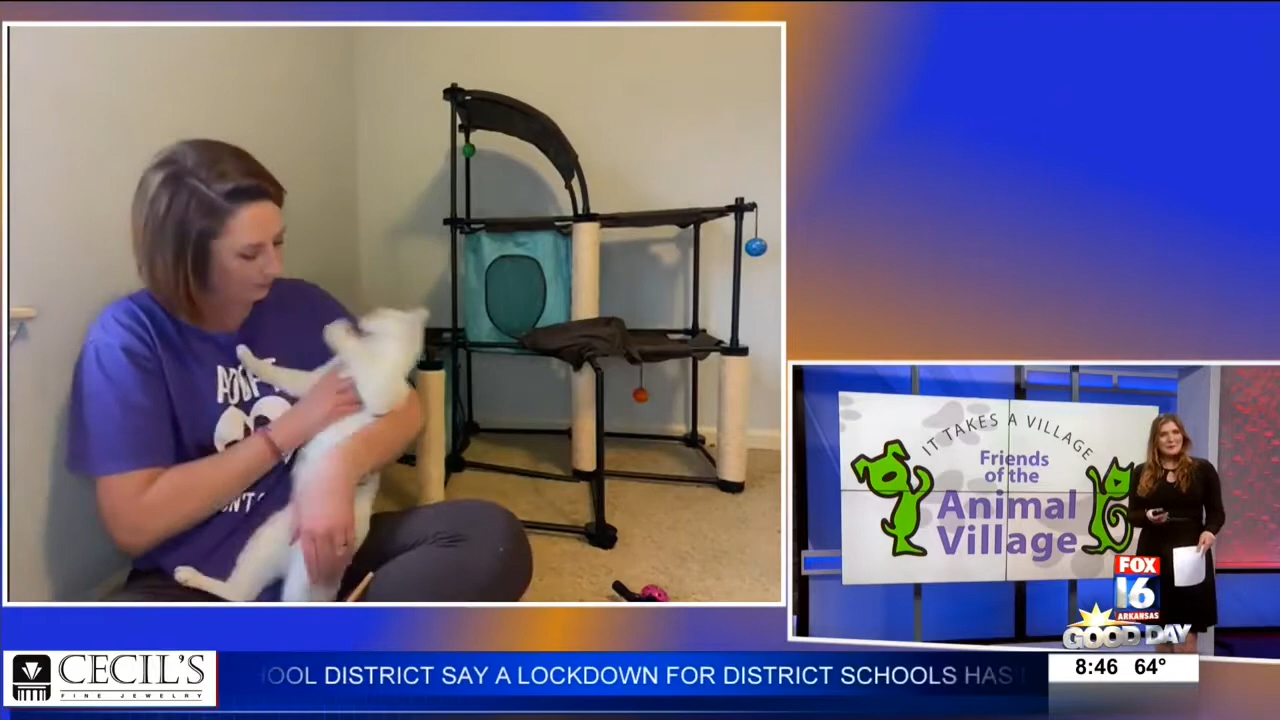 ADOPT
IT TAKES A VILLAGE
Friends
of the
Animal
Village
FOX
16
ARKANSAS
GOOD DAY
CECIL'S
FINE JEWELRY
OOL DISTRICT SAY A LOCKDOWN FOR DISTRICT SCHOOLS HAS
8:46 64°